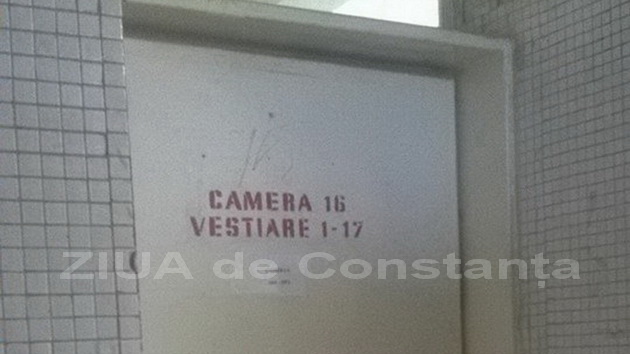 CAMERA 16
VESTIARE 1-17
ZIUA de Constanța